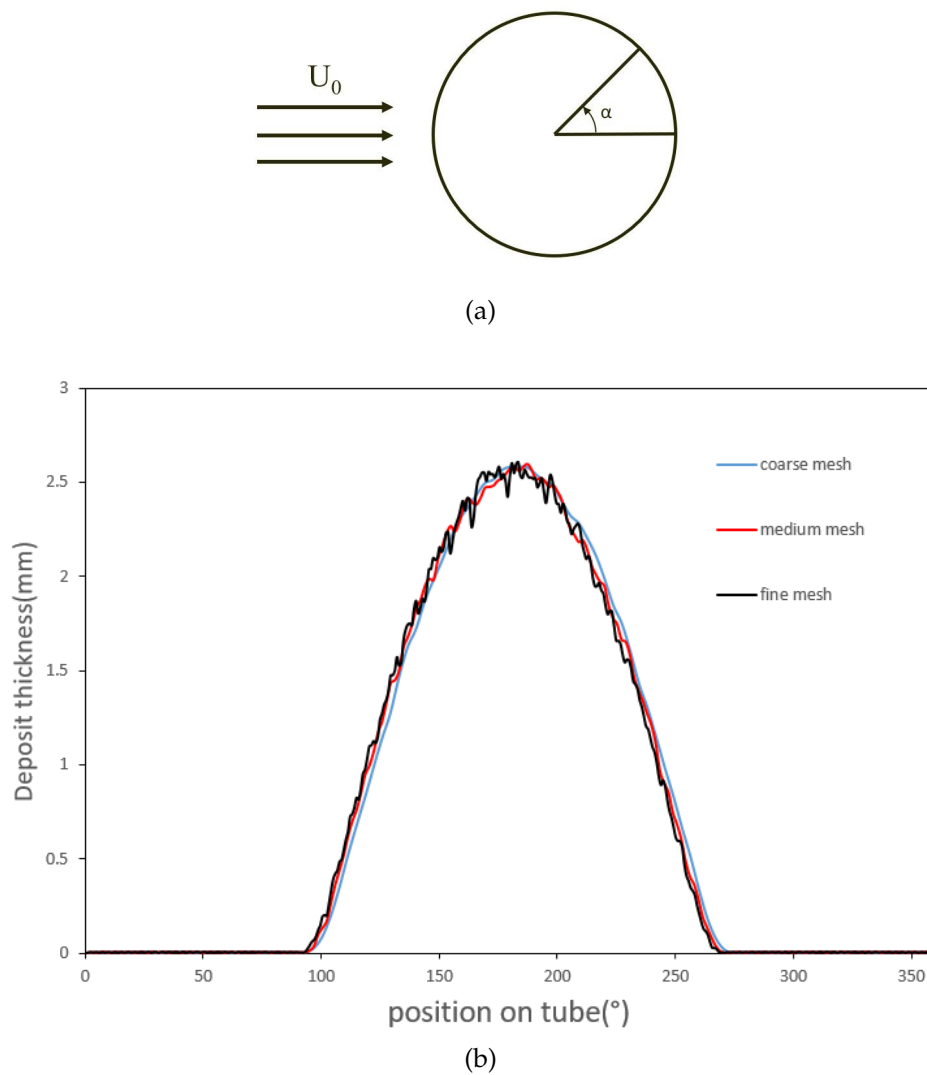 U₀
α
(a)
3
2.5
2
1.5
1
0.5
0
Deposit thickness(mm)
coarse mesh
medium mesh
fine mesh
0 50 100 150 200 250 300 350
position on tube(°)
(b)